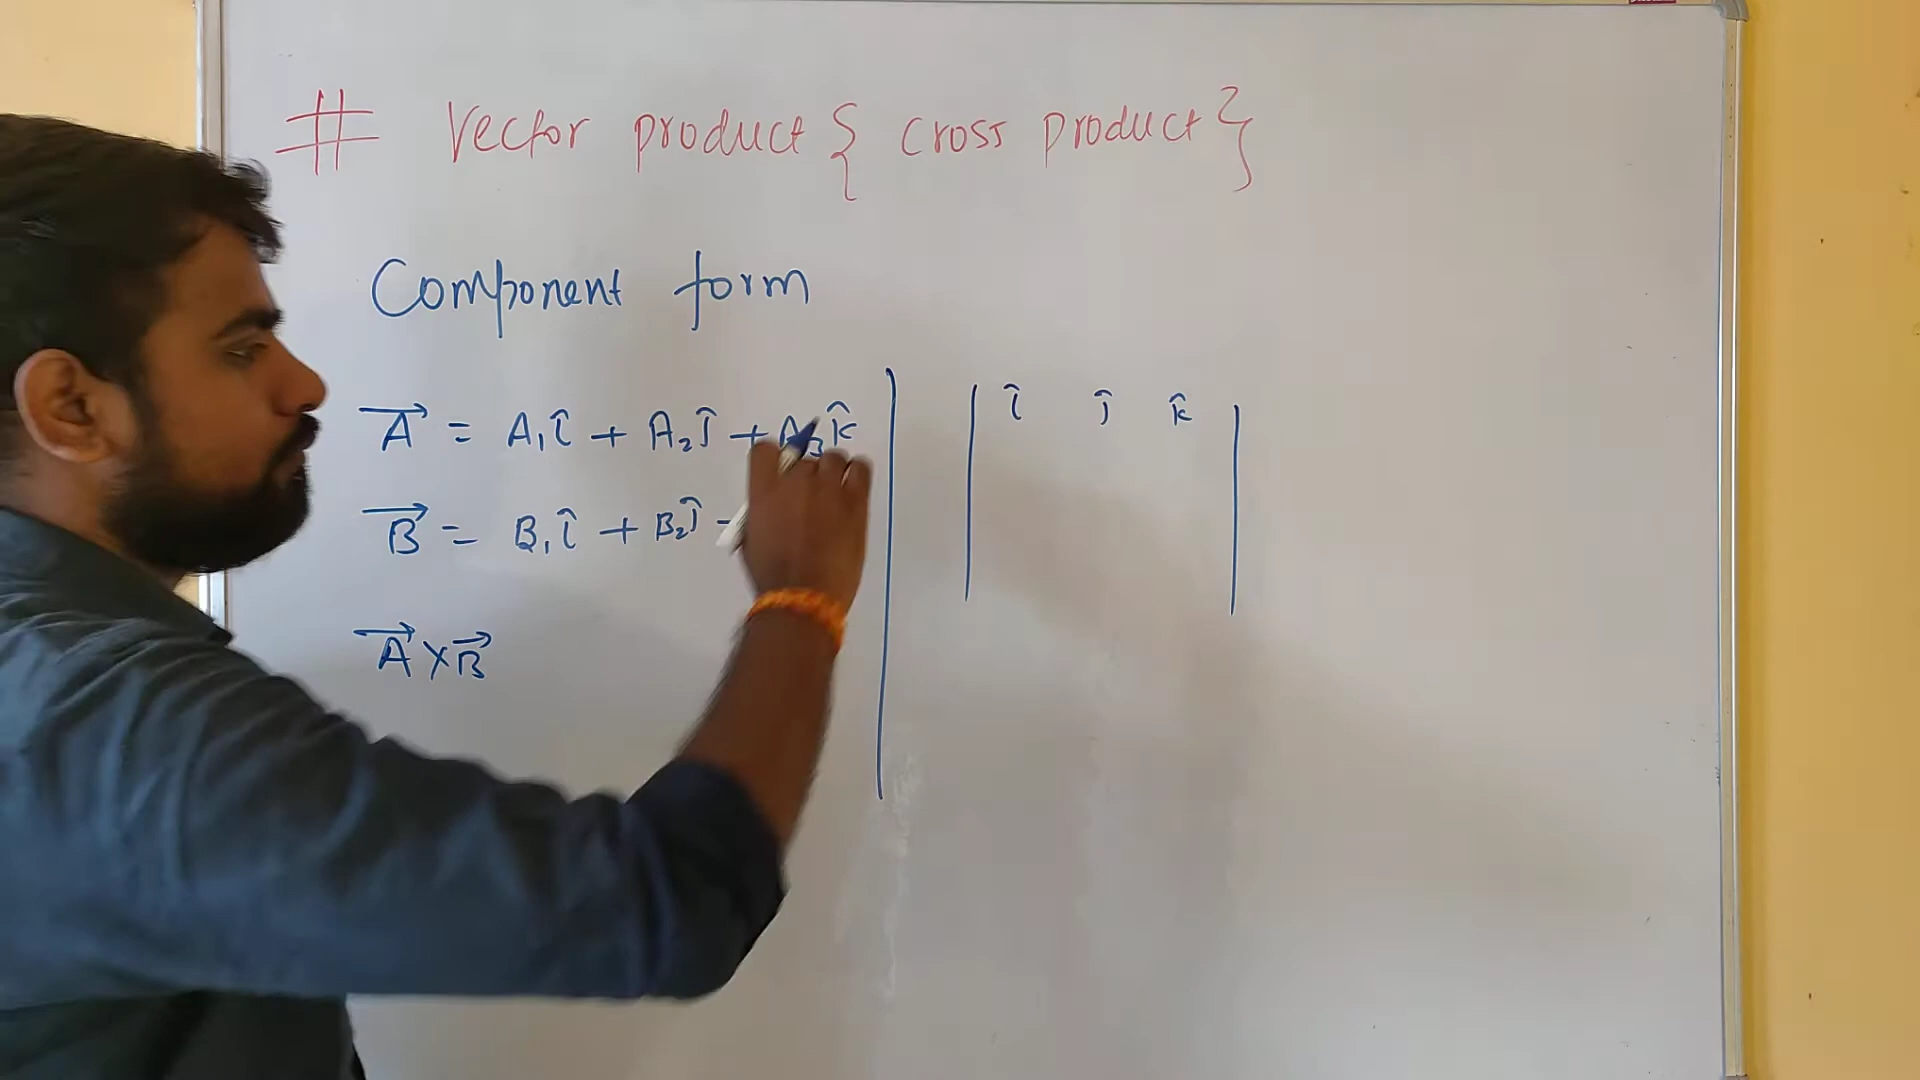 # Vector product { cross product }
Component form
A⃗ = A₁î + A₂ĵ + A₃k̂
B⃗ = B₁î + B₂ĵ
A⃗ × B⃗
| î ĵ k̂ |